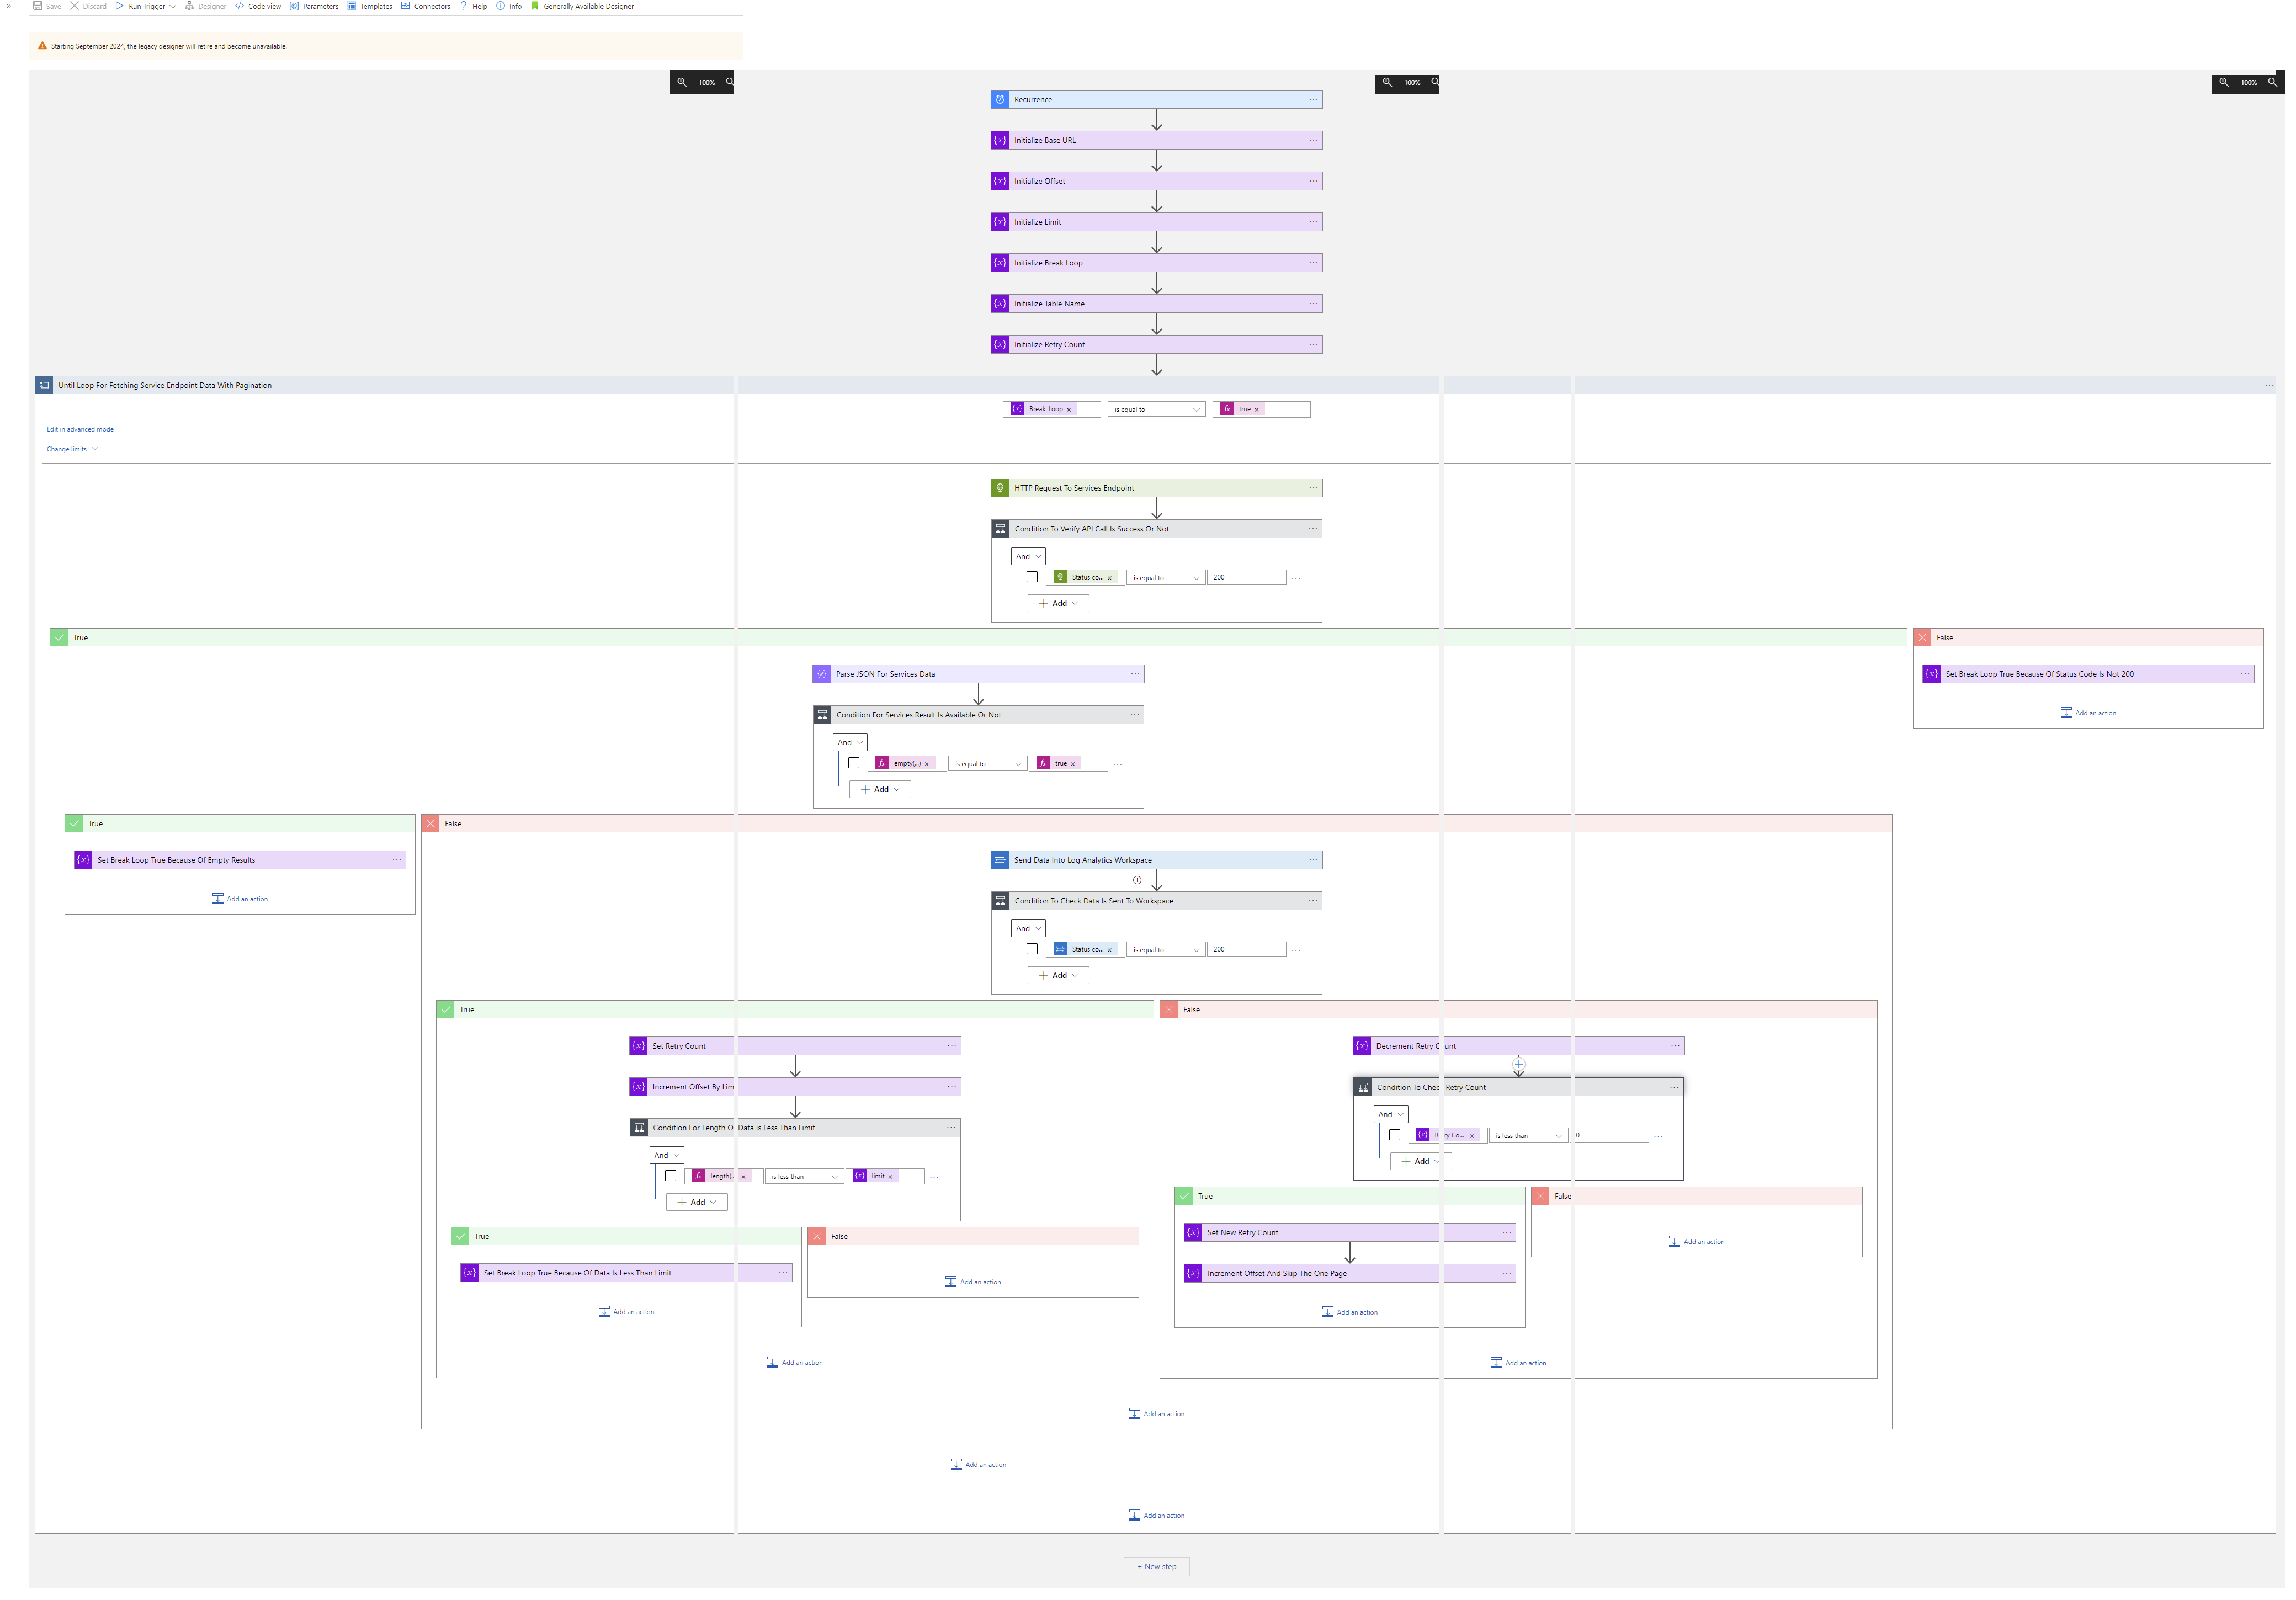 Save Discard Run Trigger Designer Code view Parameters Templates Connectors Help Info Generally Available Designer
Starting September 2024, the legacy designer will retire and become unavailable.
100%
100%
100%
Recurrence
Initialize Base URL
Initialize Offset
Initialize Limit
Initialize Break Loop
Initialize Table Name
Initialize Retry Count
Until Loop For Fetching Service Endpoint Data With Pagination
Break_Loop × is equal to true ×
Edit in advanced mode
Change limits
HTTP Request To Services Endpoint
Condition To Verify API Call Is Success Or Not
And
Status co... × is equal to 200
+ Add
True
False
Parse JSON For Services Data
Set Break Loop True Because Of Status Code Is Not 200
Add an action
Condition For Services Result Is Available Or Not
And
empty(...) × is equal to true ×
+ Add
True
False
Set Break Loop True Because Of Empty Results
Add an action
Send Data Into Log Analytics Workspace
Condition To Check Data Is Sent To Workspace
And
Status co... × is equal to 200
+ Add
True
False
Set Retry Count
Increment Offset By Lim
Condition For Length O Data is Less Than Limit
And
length(.. × is less than limit ×
+ Add
True
False
Set Break Loop True Because Of Data Is Less Than Limit
Add an action
Add an action
Add an action
Decrement Retry C unt
Condition To Chec Retry Count
And
R ry Co... × is less than 0
+ Add
True
False
Set New Retry Count
Increment Offset And Skip The One Page
Add an action
Add an action
Add an action
Add an action
Add an action
Add an action
+ New step